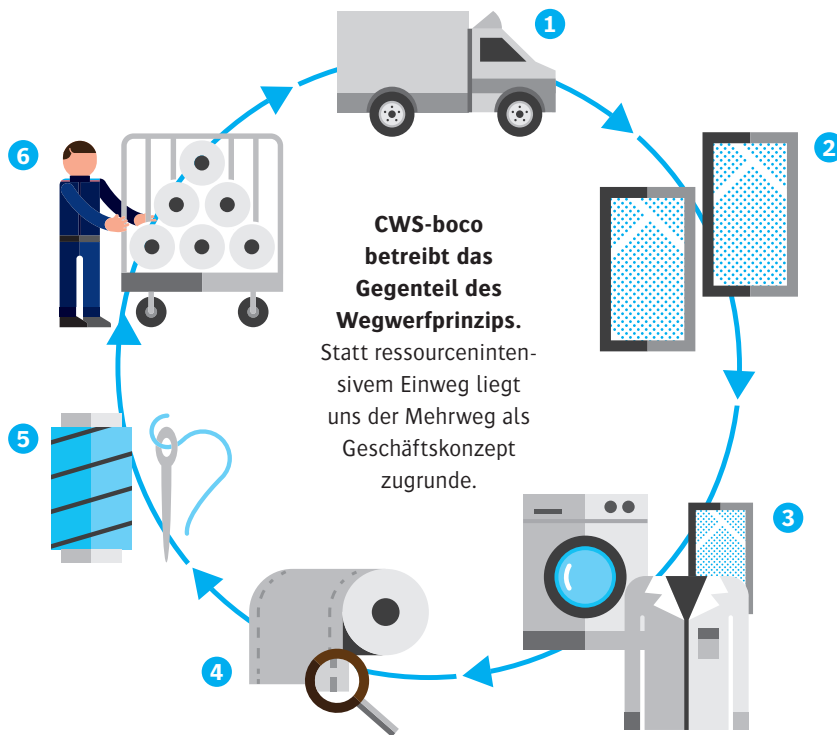 1
2
6
CWS-boco
betreibt das
Gegenteil des
Wegwerfprinzips.
Statt ressourceninten-
sivem Einweg liegt
uns der Mehrweg als
Geschäftskonzept
zugrunde.
5
3
4